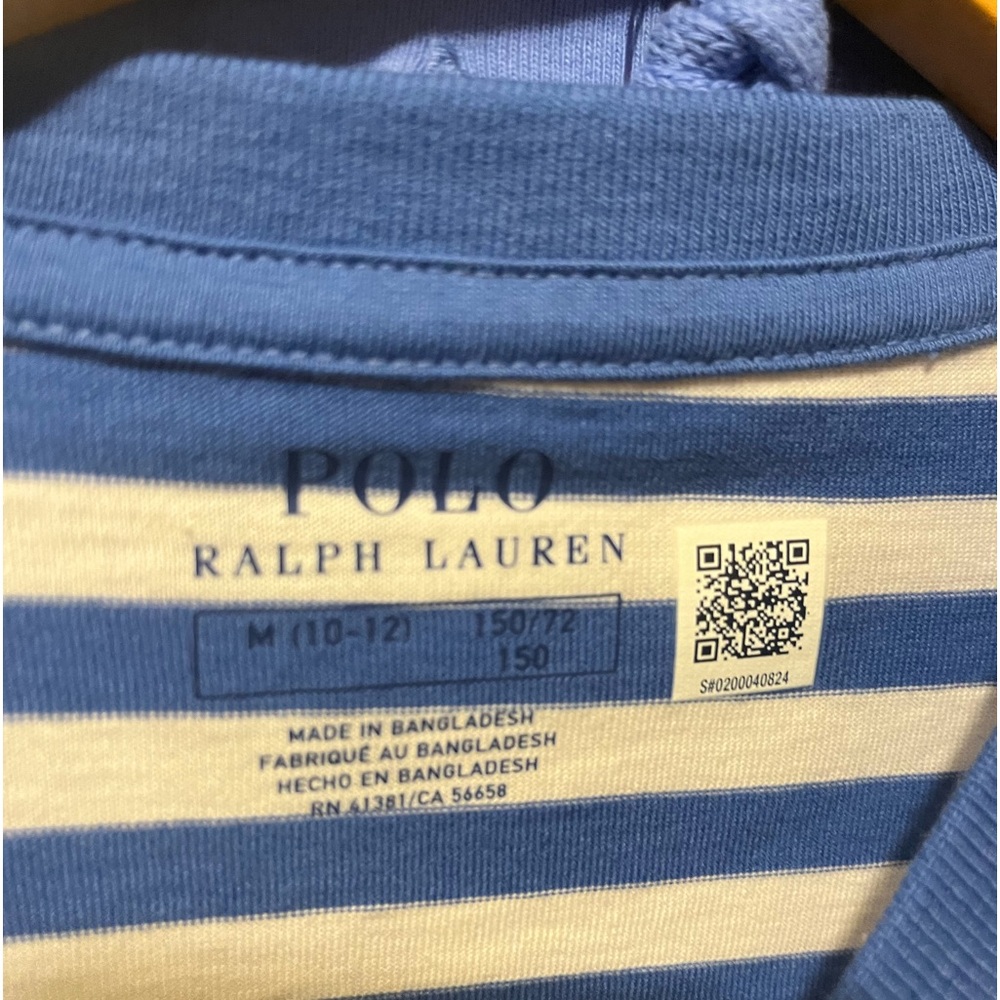 POLO
RALPH LAUREN
M (10-12) 150/72
150
S#0200040824
MADE IN BANGLADESH
FABRIQUÉ AU BANGLADESH
HECHO EN BANGLADESH
RN 41381/CA 56658